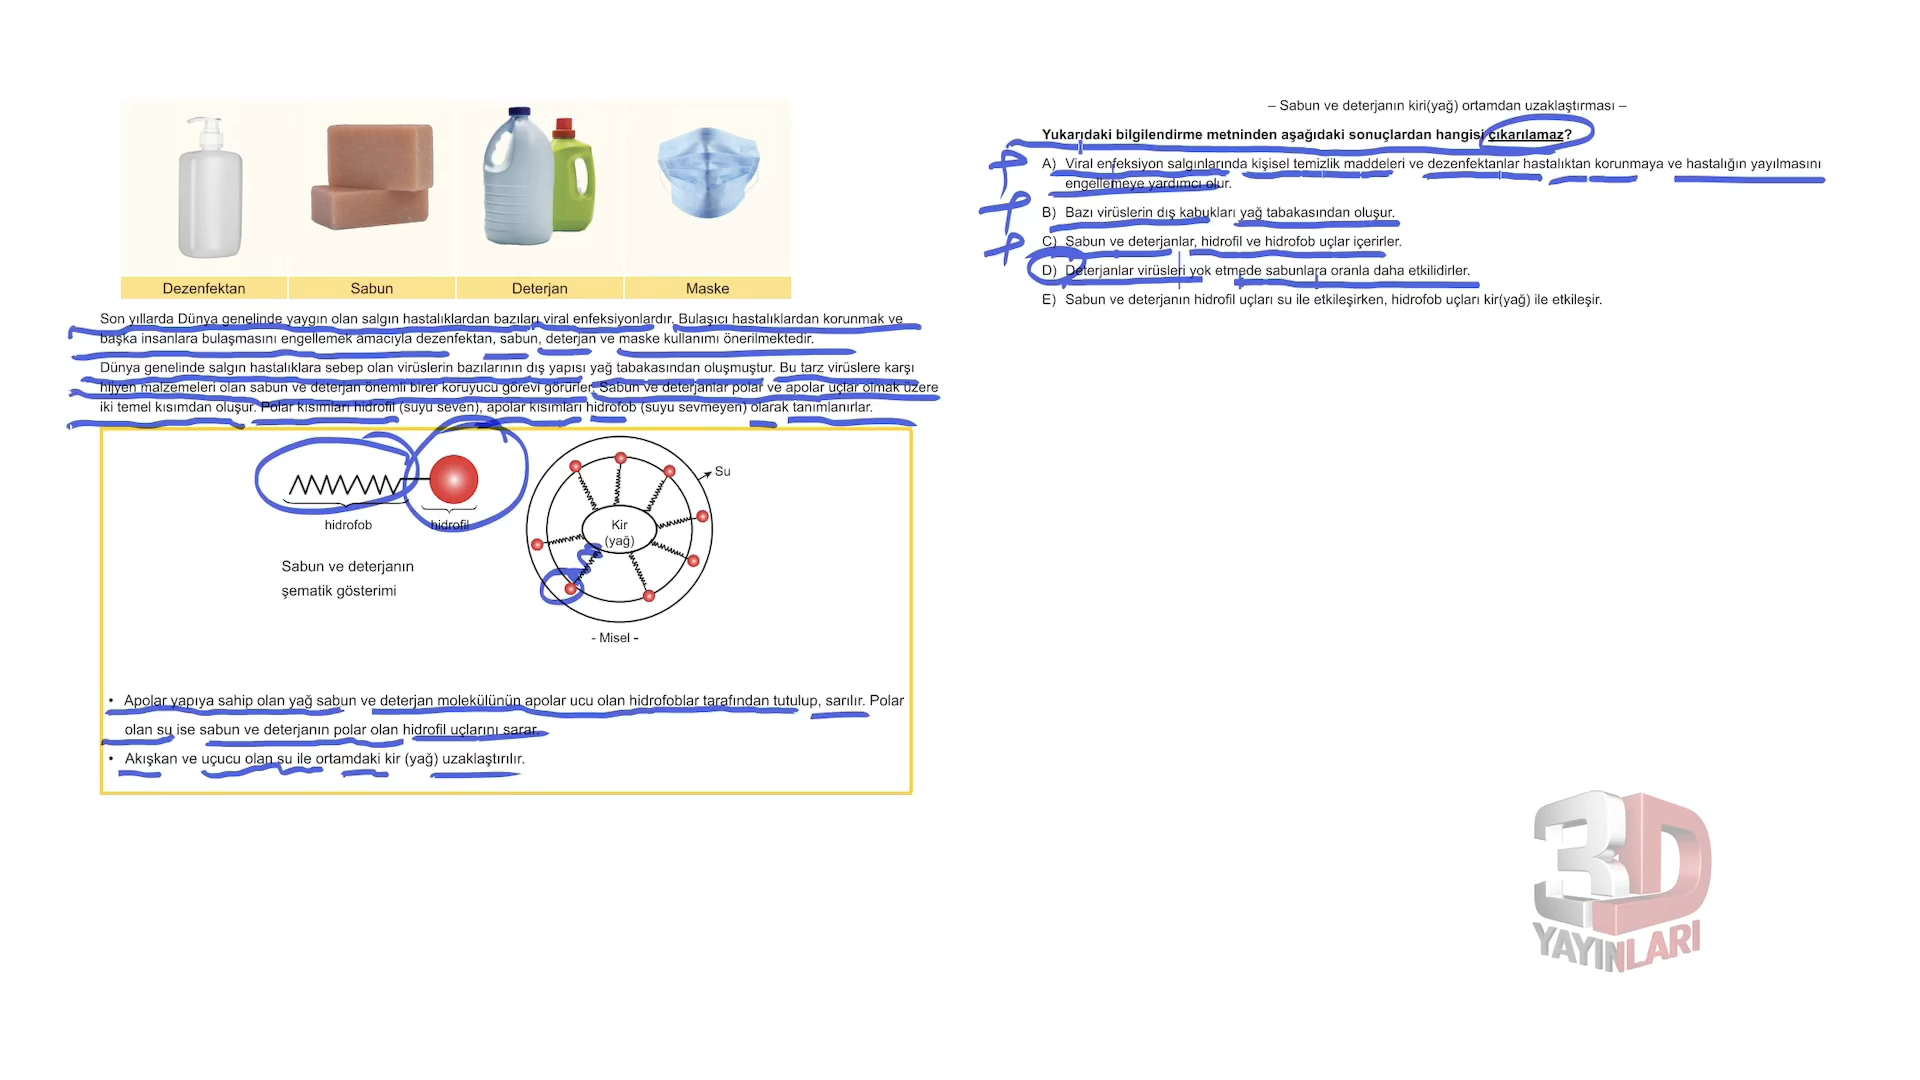 Dezenfektan
Sabun
Deterjan
Maske
Son yıllarda Dünya genelinde yaygın olan salgın hastalıklardan bazıları viral enfeksiyonlardır. Bulaşıcı hastalıklardan korunmak ve
başka insanlara bulaşmasını engellemek amacıyla dezenfektan, sabun, deterjan ve maske kullanımı önerilmektedir.
Dünya genelinde salgın hastalıklara sebep olan virüslerin bazılarının dış yapısı yağ tabakasından oluşmuştur. Bu tarz virüslere karşı
hijyen malzemeleri olan sabun ve deterjan önemli birer koruyucu görevi görürler. Sabun ve deterjanlar polar ve apolar uçlar olmak üzere
iki temel kısımdan oluşur. Polar kısımları hidrofil (suyu seven), apolar kısımları hidrofob (suyu sevmeyen) olarak tanımlanırlar.
hidrofob
hidrofil
Sabun ve deterjanın
şematik gösterimi
Su
Kir
(yağ)
- Misel -
• Apolar yapıya sahip olan yağ sabun ve deterjan molekülünün apolar ucu olan hidrofoblar tarafından tutulup, sarılır. Polar
olan su ise sabun ve deterjanın polar olan hidrofil uçlarını sarar.
• Akışkan ve uçucu olan su ile ortamdaki kir (yağ) uzaklaştırılır.
– Sabun ve deterjanın kiri(yağ) ortamdan uzaklaştırması –
Yukarıdaki bilgilendirme metninden aşağıdaki sonuçlardan hangisi çıkarılamaz?
A) Viral enfeksiyon salgınlarında kişisel temizlik maddeleri ve dezenfektanlar hastalıktan korunmaya ve hastalığın yayılmasını
engellemeye yardımcı olur.
B) Bazı virüslerin dış kabukları yağ tabakasından oluşur.
C) Sabun ve deterjanlar, hidrofil ve hidrofob uçlar içerirler.
D) Deterjanlar virüsleri yok etmede sabunlara oranla daha etkilidirler.
E) Sabun ve deterjanın hidrofil uçları su ile etkileşirken, hidrofob uçları kir(yağ) ile etkileşir.
3D
YAYINLARI